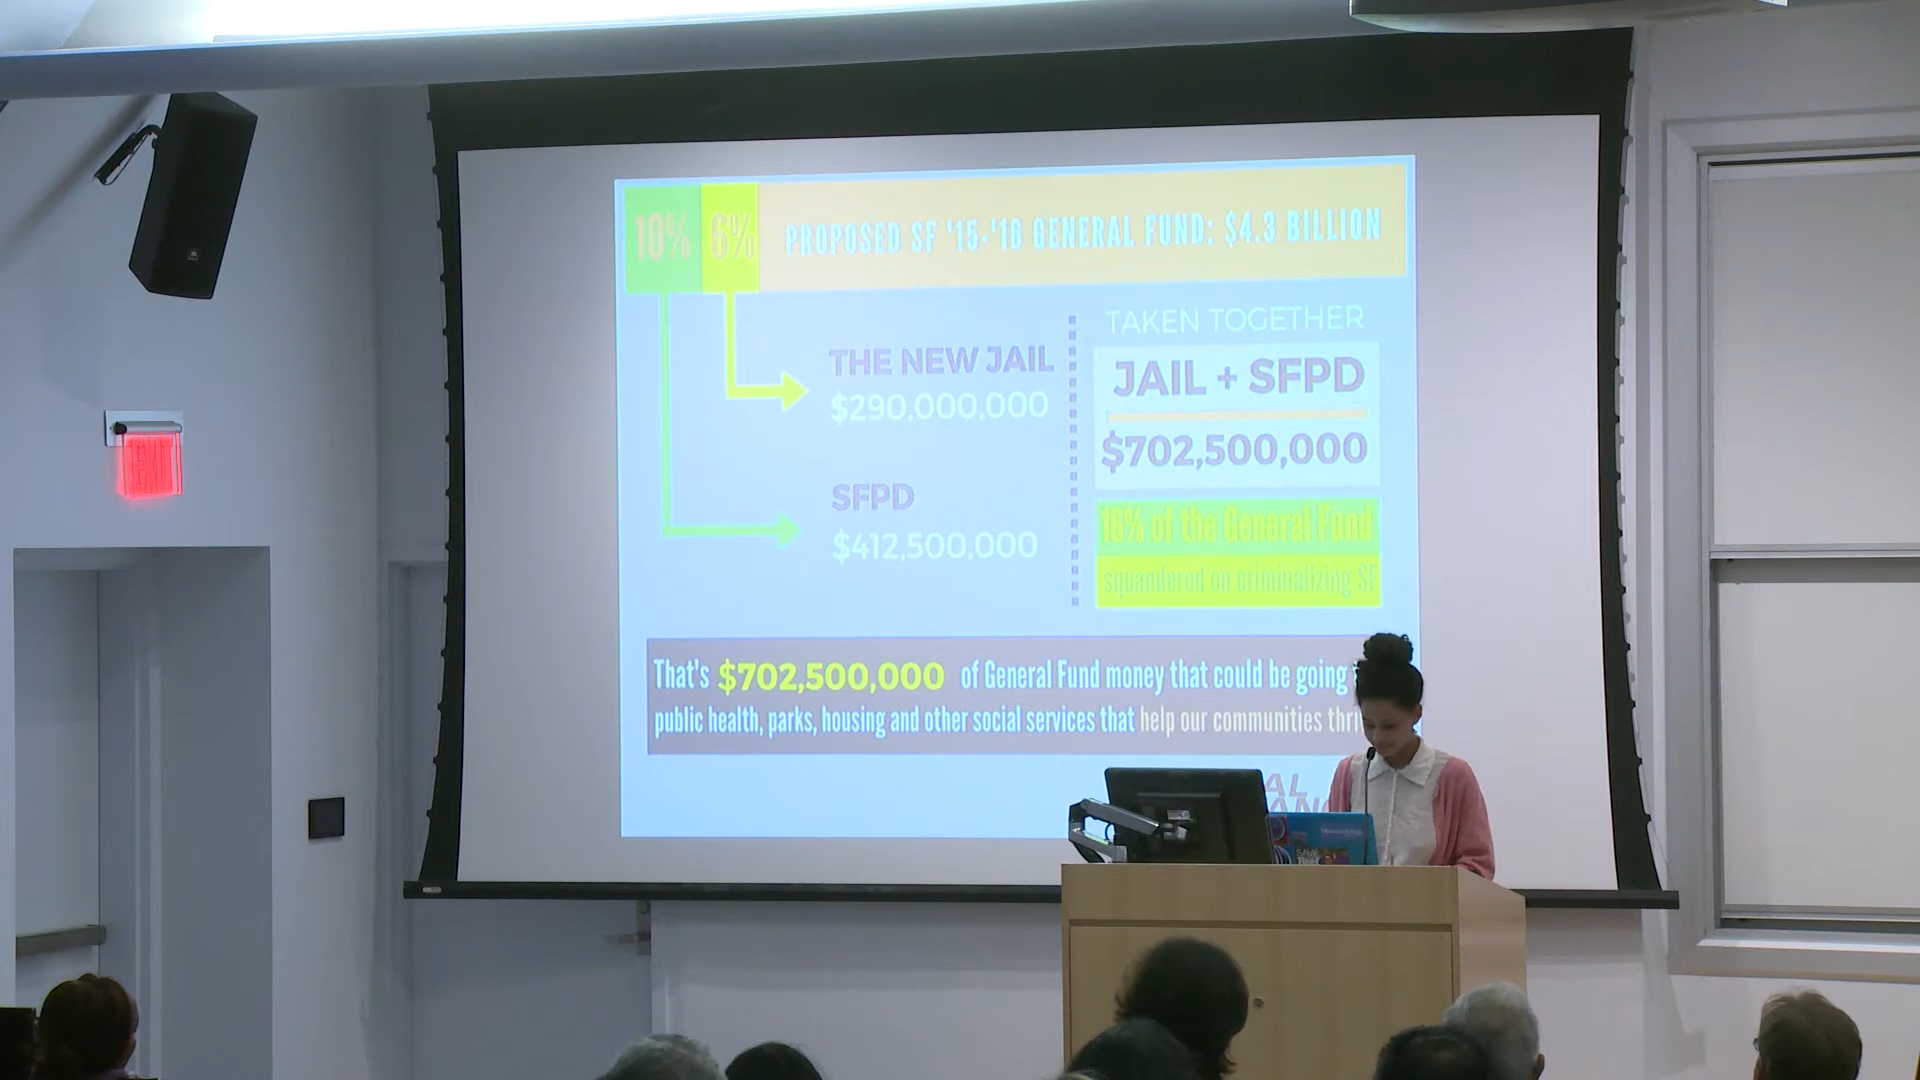 10% 6% PROPOSED SF '15-'16 GENERAL FUND: $4.3 BILLION
THE NEW JAIL
$290,000,000
SFPD
$412,500,000
TAKEN TOGETHER
JAIL + SFPD
$702,500,000
16% of the General Fund
squandered on criminalizing SF
That's $702,500,000 of General Fund money that could be going
public health, parks, housing and other social services that help our communities thri
EXIT